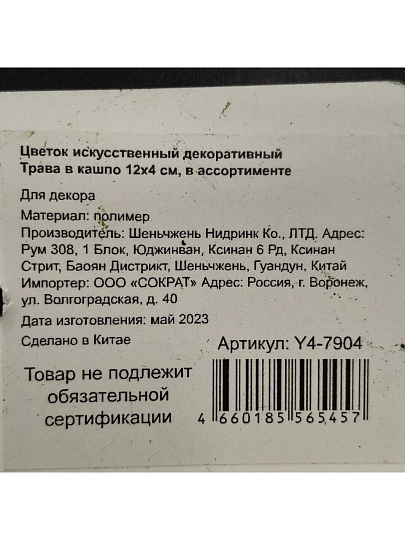 Цветок искусственный декоративный
Трава в кашпо 12х4 см, в ассортименте
Для декора
Материал: полимер
Производитель: Шеньчжень Нидринк Ко., ЛТД. Адрес:
Рум 308, 1 Блок, Юджинван, Ксинан 6 Рд, Ксинан
Стрит, Баоян Дистрикт, Шеньчжень, Гуандун, Китай
Импортер: ООО «СОКРАТ» Адрес: Россия, г. Воронеж,
ул. Волгоградская, д. 40
Дата изготовления: май 2023
Сделано в Китае
Артикул: Y4-7904
Товар не подлежит
обязательной
сертификации
4 660185 565457